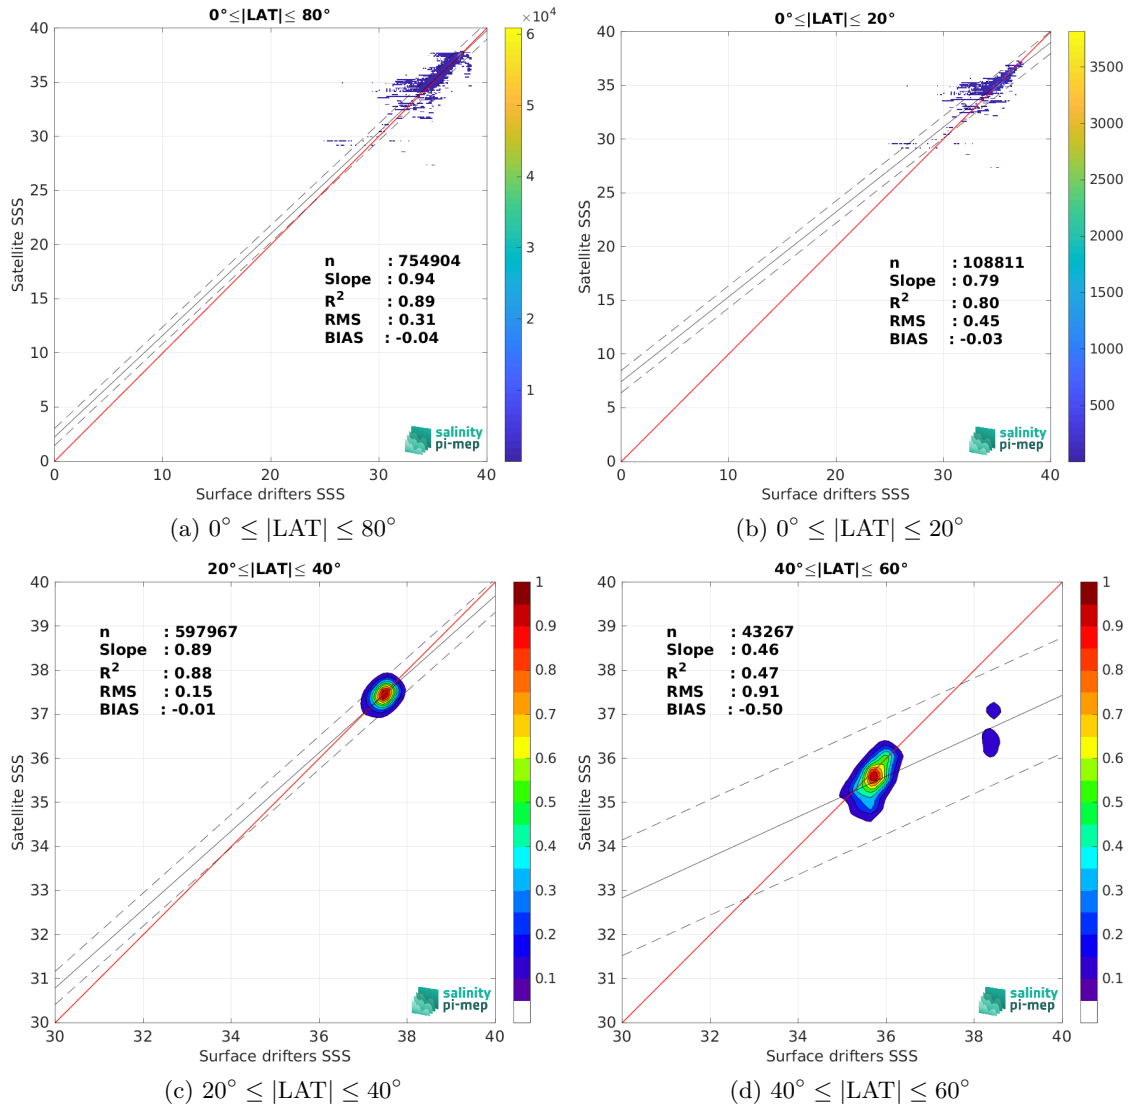 0°≤|LAT|≤ 80°
×10⁴
40
35
30
25
20
15
10
5
0
0
10
20
30
40
6
5
4
3
2
1
Satellite SSS
Surface drifters SSS
n : 754904
Slope : 0.94
R² : 0.89
RMS : 0.31
BIAS : -0.04
salinity
pi-mep
(a) 0° ≤ |LAT| ≤ 80°
0°≤|LAT|≤ 20°
40
35
30
25
20
15
10
5
0
0
10
20
30
40
3500
3000
2500
2000
1500
1000
500
Satellite SSS
Surface drifters SSS
n : 108811
Slope : 0.79
R² : 0.80
RMS : 0.45
BIAS : -0.03
salinity
pi-mep
(b) 0° ≤ |LAT| ≤ 20°
20°≤|LAT|≤ 40°
40
39
38
37
36
35
34
33
32
31
30
30
32
34
36
38
40
1
0.9
0.8
0.7
0.6
0.5
0.4
0.3
0.2
0.1
Satellite SSS
Surface drifters SSS
n : 597967
Slope : 0.89
R² : 0.88
RMS : 0.15
BIAS : -0.01
salinity
pi-mep
(c) 20° ≤ |LAT| ≤ 40°
40°≤|LAT|≤ 60°
40
39
38
37
36
35
34
33
32
31
30
30
32
34
36
38
40
1
0.9
0.8
0.7
0.6
0.5
0.4
0.3
0.2
0.1
Satellite SSS
Surface drifters SSS
n : 43267
Slope : 0.46
R² : 0.47
RMS : 0.91
BIAS : -0.50
salinity
pi-mep
(d) 40° ≤ |LAT| ≤ 60°